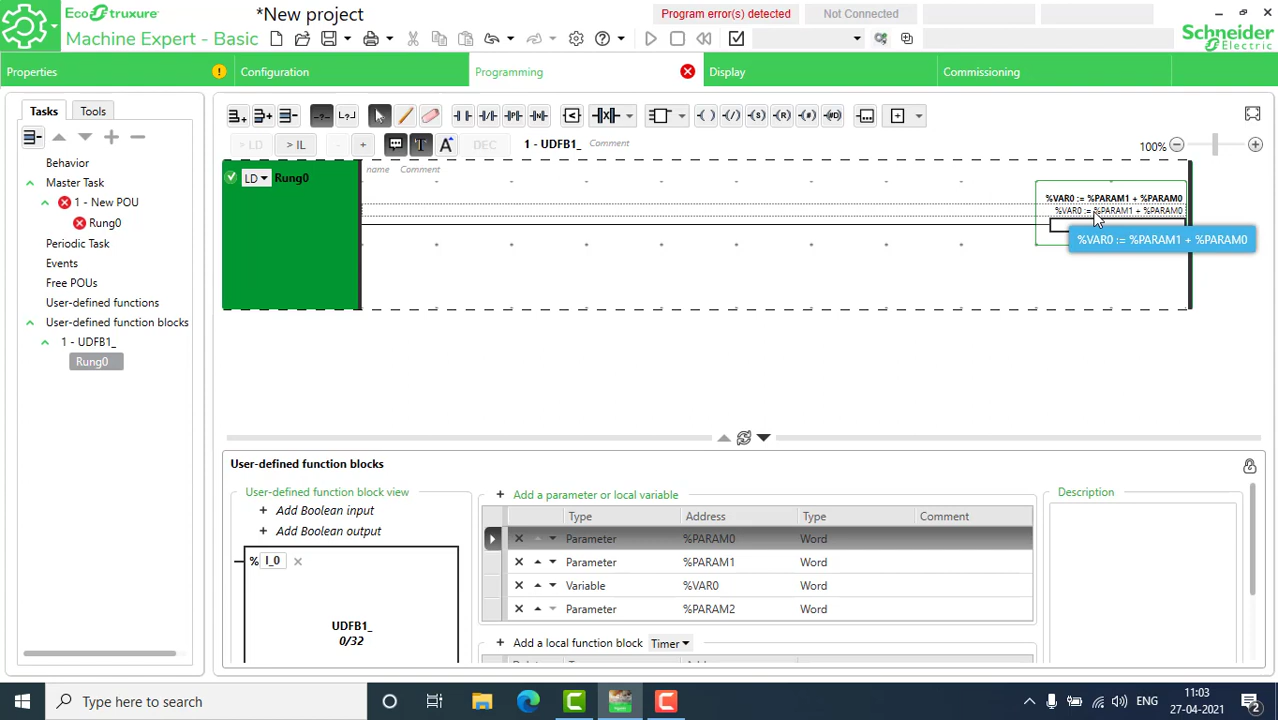 EcoStruxure
Machine Expert - Basic
*New project
Program error(s) detected
Not Connected
Schneider
Electric
Properties
Configuration
Programming
Display
Commissioning
Tasks
Tools
Behavior
Master Task
1 - New POU
Rung0
Periodic Task
Events
Free POUs
User-defined functions
User-defined function blocks
1 - UDFB1_
Rung0
> LD
> IL
-
+
T
A
DEC
1 - UDFB1_
Comment
100%
LD
Rung0
name
Comment
%VAR0 := %PARAM1 + %PARAM0
%VAR0 := %PARAM1 + %PARAM0
%VAR0 := %PARAM1 + %PARAM0
User-defined function blocks
User-defined function block view
+ Add Boolean input
+ Add Boolean output
% I_0
UDFB1_
0/32
+ Add a parameter or local variable
Type Address Type Comment
Parameter %PARAM0 Word
Parameter %PARAM1 Word
Variable %VAR0 Word
Parameter %PARAM2 Word
+ Add a local function block Timer
Description
Type here to search
ENG
11:03
27-04-2021
2